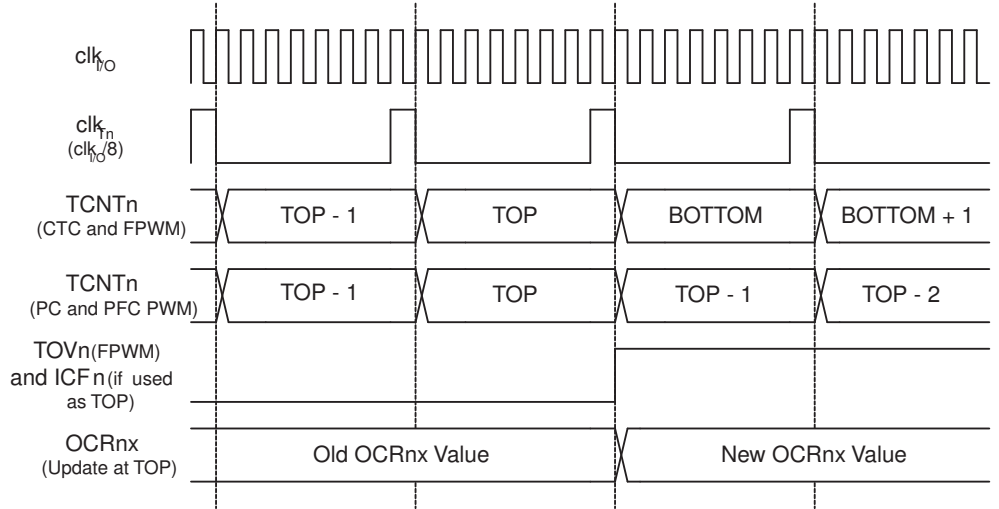 clkI/O
clkTn
(clkI/O/8)
TCNTn
(CTC and FPWM)
TOP - 1
TOP
BOTTOM
BOTTOM + 1
TCNTn
(PC and PFC PWM)
TOP - 1
TOP
TOP - 1
TOP - 2
TOVn(FPWM)
and ICFn(if used
as TOP)
OCRnx
(Update at TOP)
Old OCRnx Value
New OCRnx Value